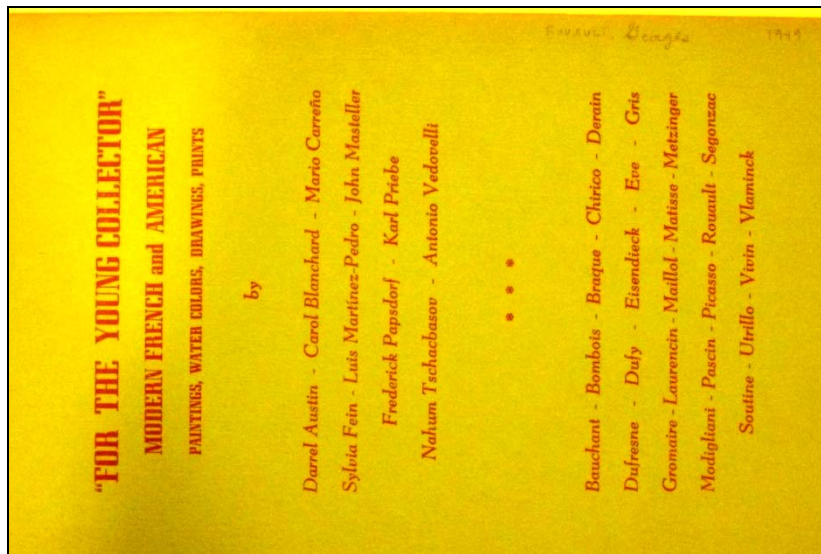 ROUAULT, Georges 1949
"FOR THE YOUNG COLLECTOR"
MODERN FRENCH and AMERICAN
PAINTINGS, WATER COLORS, DRAWINGS, PRINTS
by
Darrel Austin - Carol Blanchard - Mario Carreño
Sylvia Fein - Luis Martínez-Pedro - John Masteller
Frederick Papsdorf - Karl Priebe
Nahum Tschacbasov - Antonio Vedovelli
* * *
Bauchant - Bombois - Braque - Chirico - Derain
Dufresne - Dufy - Eisendieck - Eve - Gris
Gromaire - Laurencin - Maillol - Matisse - Metzinger
Modigliani - Pascin - Picasso - Rouault - Segonzac
Soutine - Utrillo - Vivin - Vlaminck